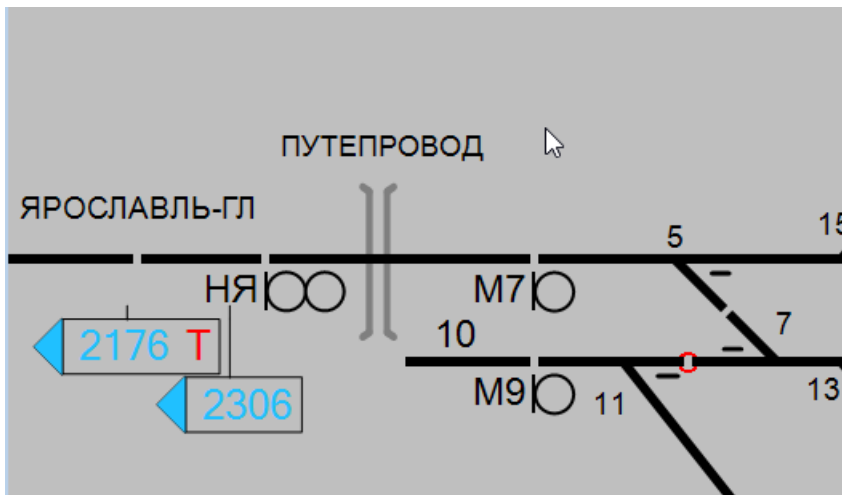 ПУТЕПРОВОД
ЯРОСЛАВЛЬ-ГЛ
15
5
НЯ
М7
2176 Т
10
7
2306
М9
11
13